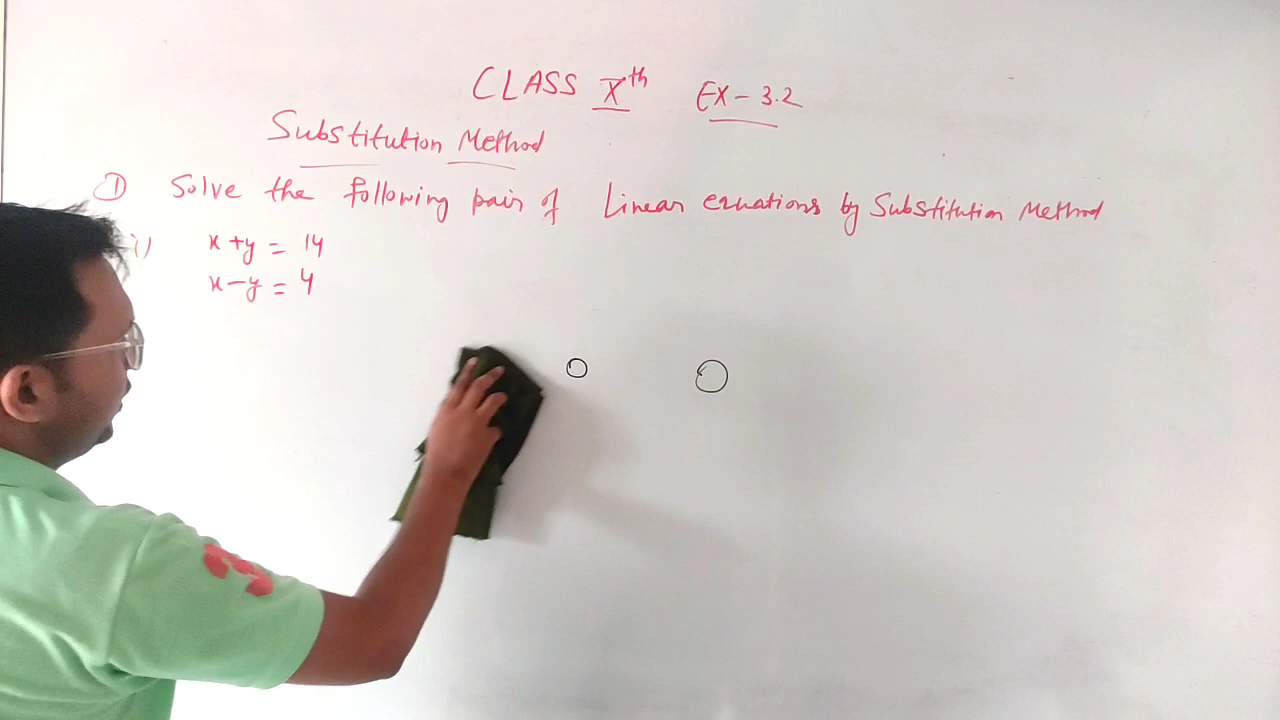 CLASS Xth EX-3.2
Substitution Method
① Solve the following pair of Linear equations by Substitution Method
i) x+y = 14
x-y = 4